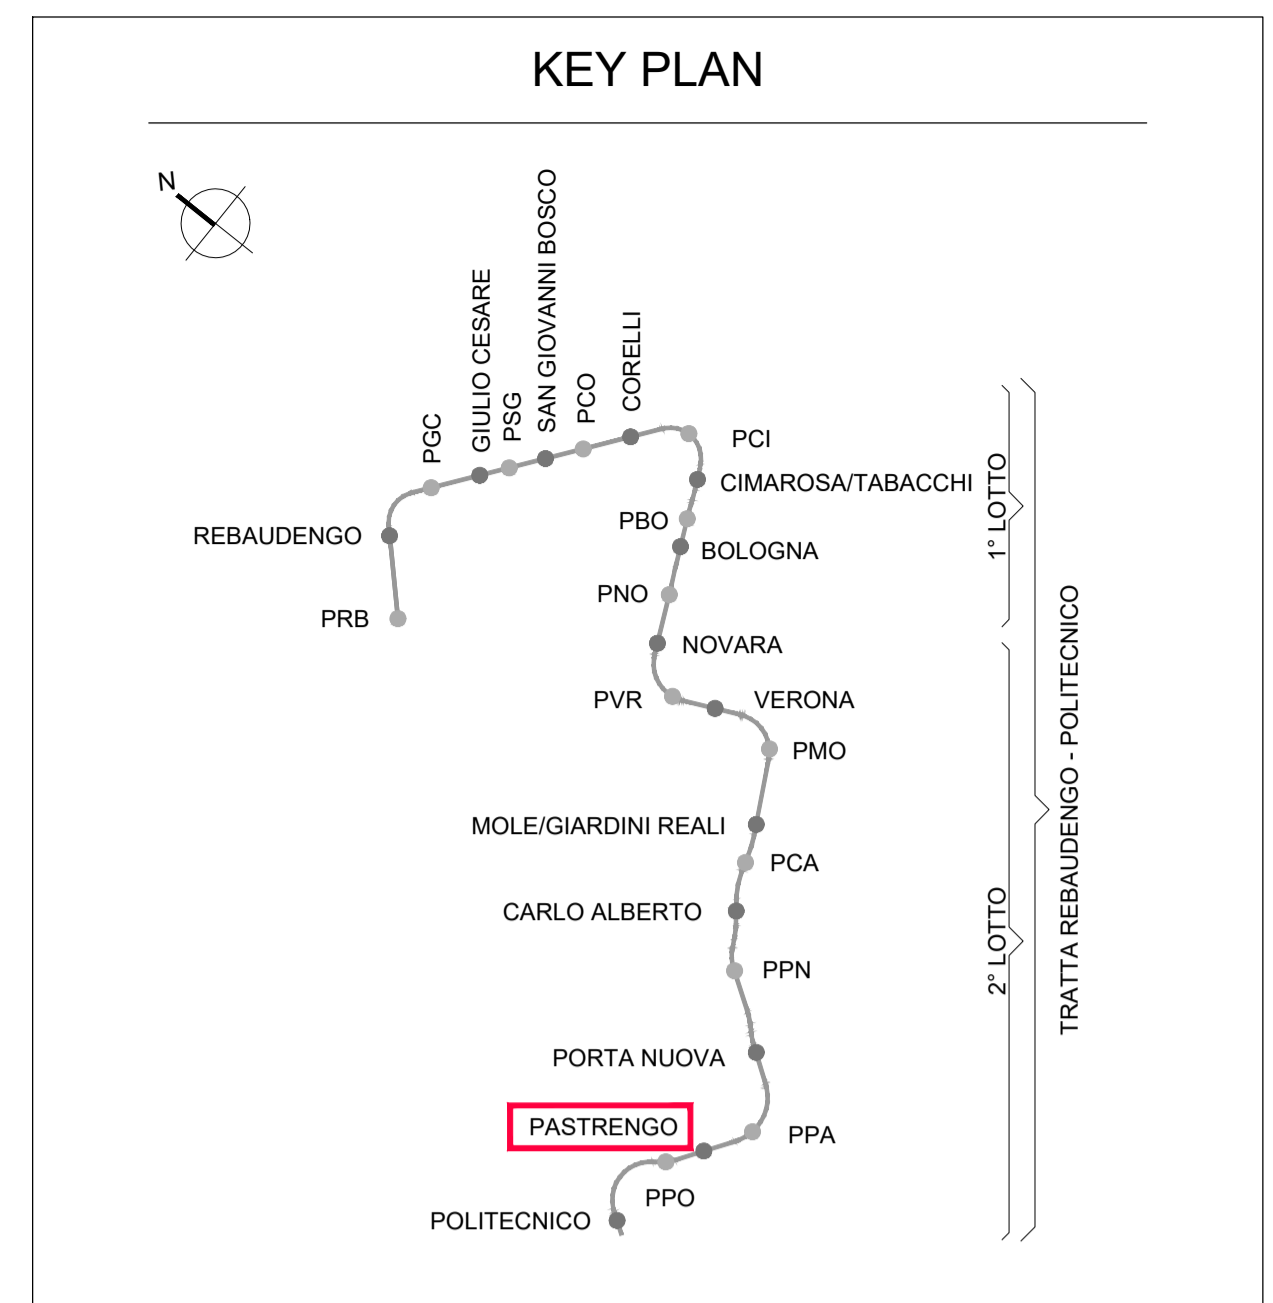 KEY PLAN
N
PGC
GIULIO CESARE
PSG
SAN GIOVANNI BOSCO
PCO
CORELLI
PCI
CIMAROSA/TABACCHI
PBO
BOLOGNA
REBAUDENGO
PNO
PRB
NOVARA
PVR
VERONA
PMO
MOLE/GIARDINI REALI
PCA
CARLO ALBERTO
PPN
PORTA NUOVA
PASTRENGO
PPA
PPO
POLITECNICO
1° LOTTO
2° LOTTO
TRATTA REBAUDENGO - POLITECNICO